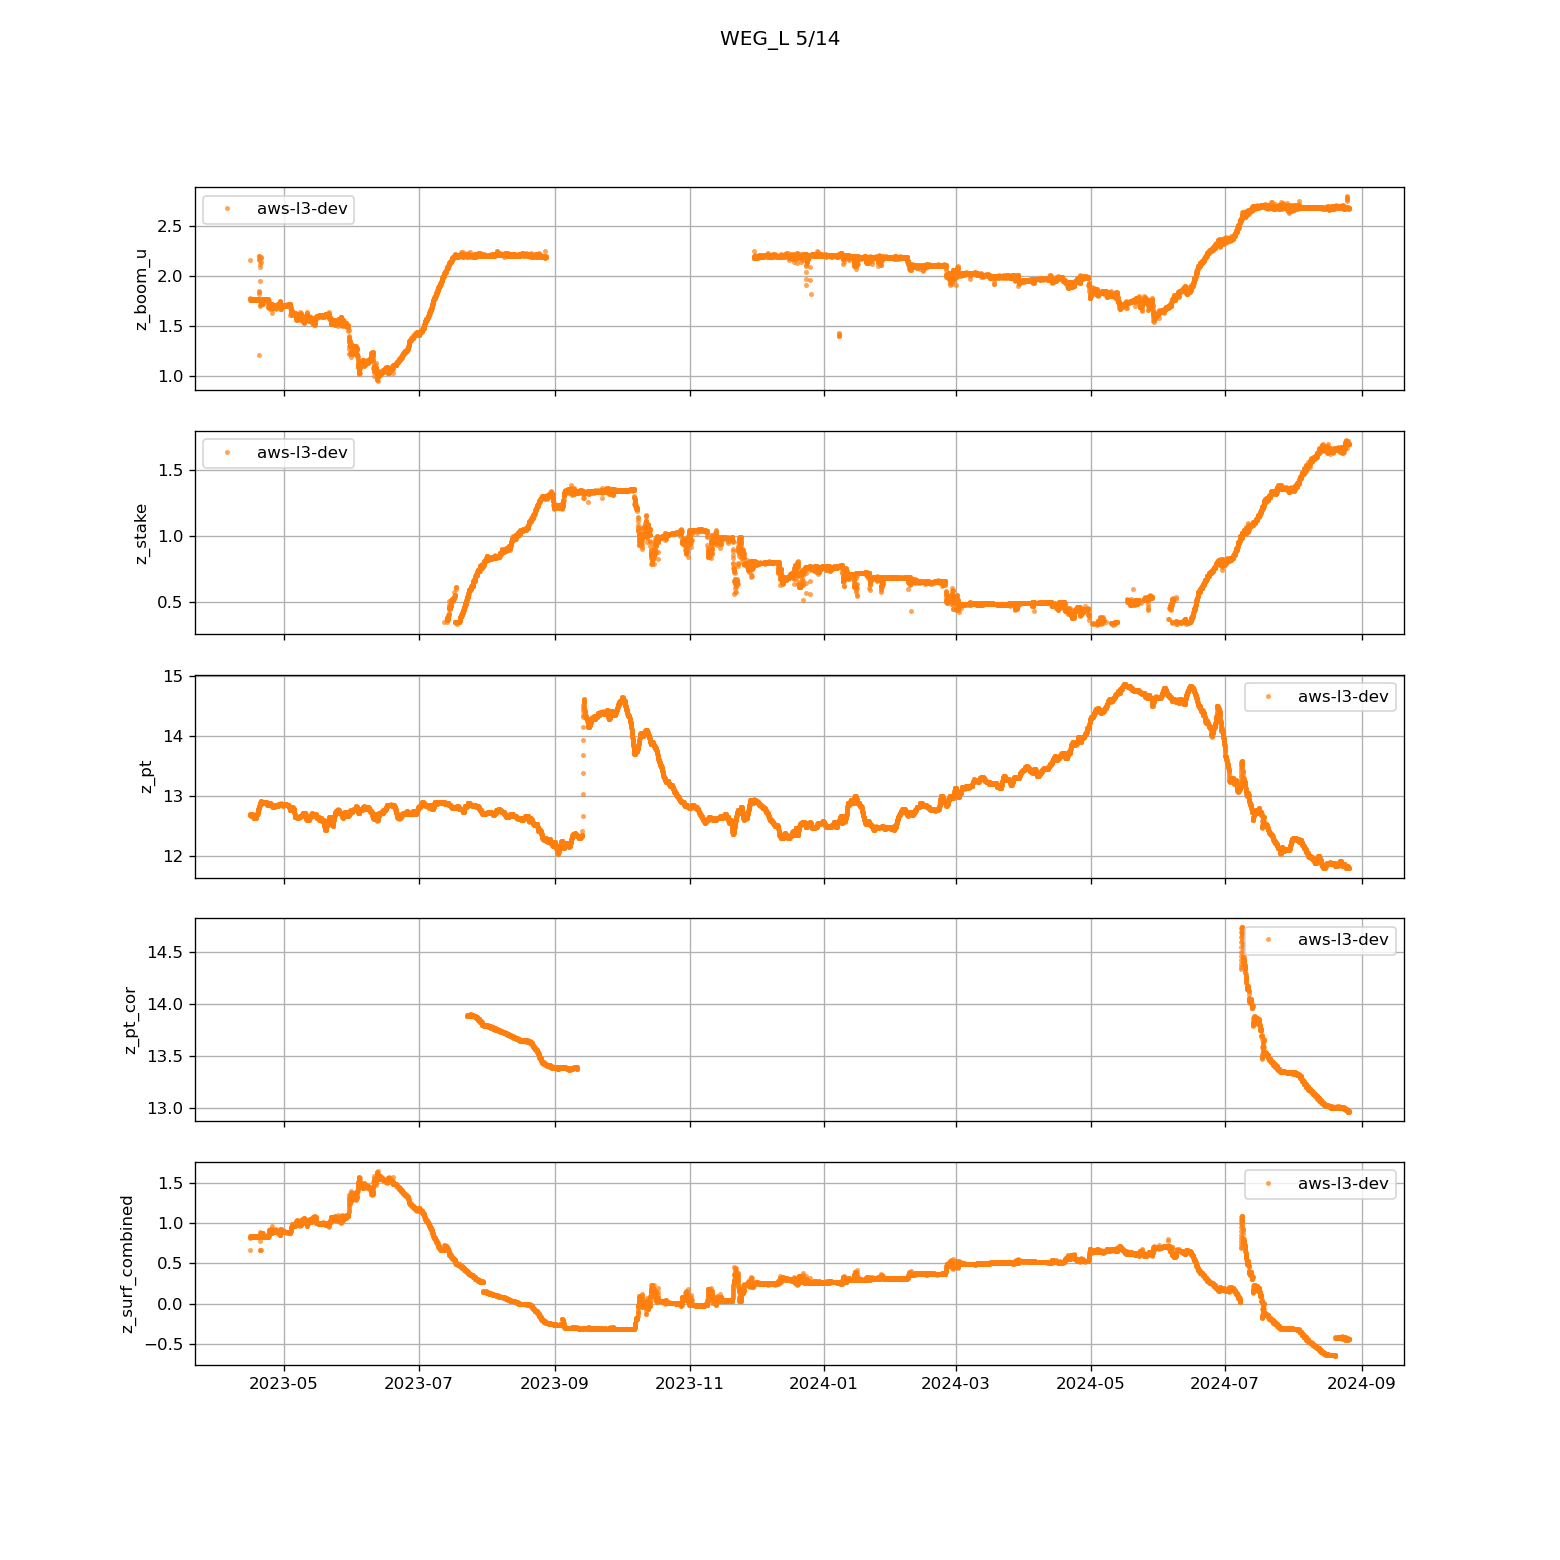 WEG_L 5/14
aws-l3-dev
z_boom_u
2.5
2.0
1.5
1.0
aws-l3-dev
z_stake
1.5
1.0
0.5
aws-l3-dev
z_pt
15
14
13
12
aws-l3-dev
z_pt_cor
14.5
14.0
13.5
13.0
aws-l3-dev
z_surf_combined
1.5
1.0
0.5
0.0
−0.5
2023-05 2023-07 2023-09 2023-11 2024-01 2024-03 2024-05 2024-07 2024-09